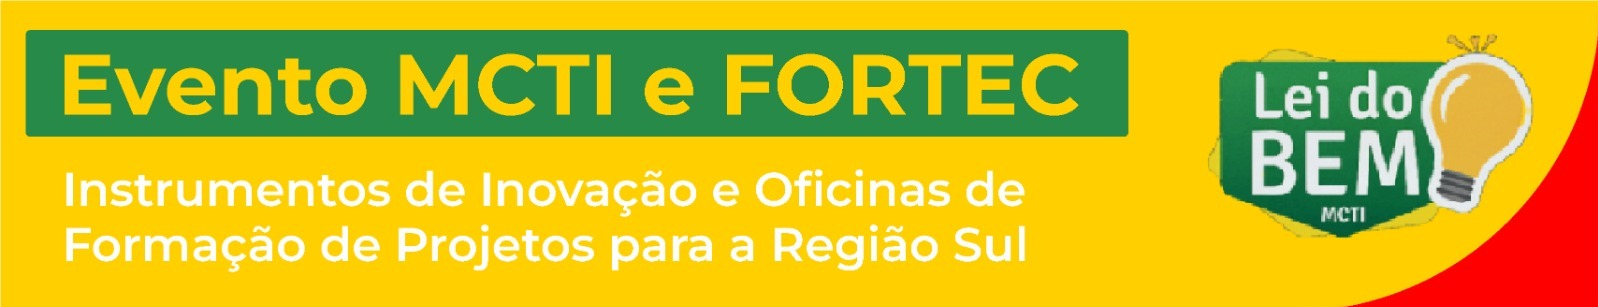 Evento MCTI e FORTEC
Instrumentos de Inovação e Oficinas de
Formação de Projetos para a Região Sul
Lei do
BEM
MCTI